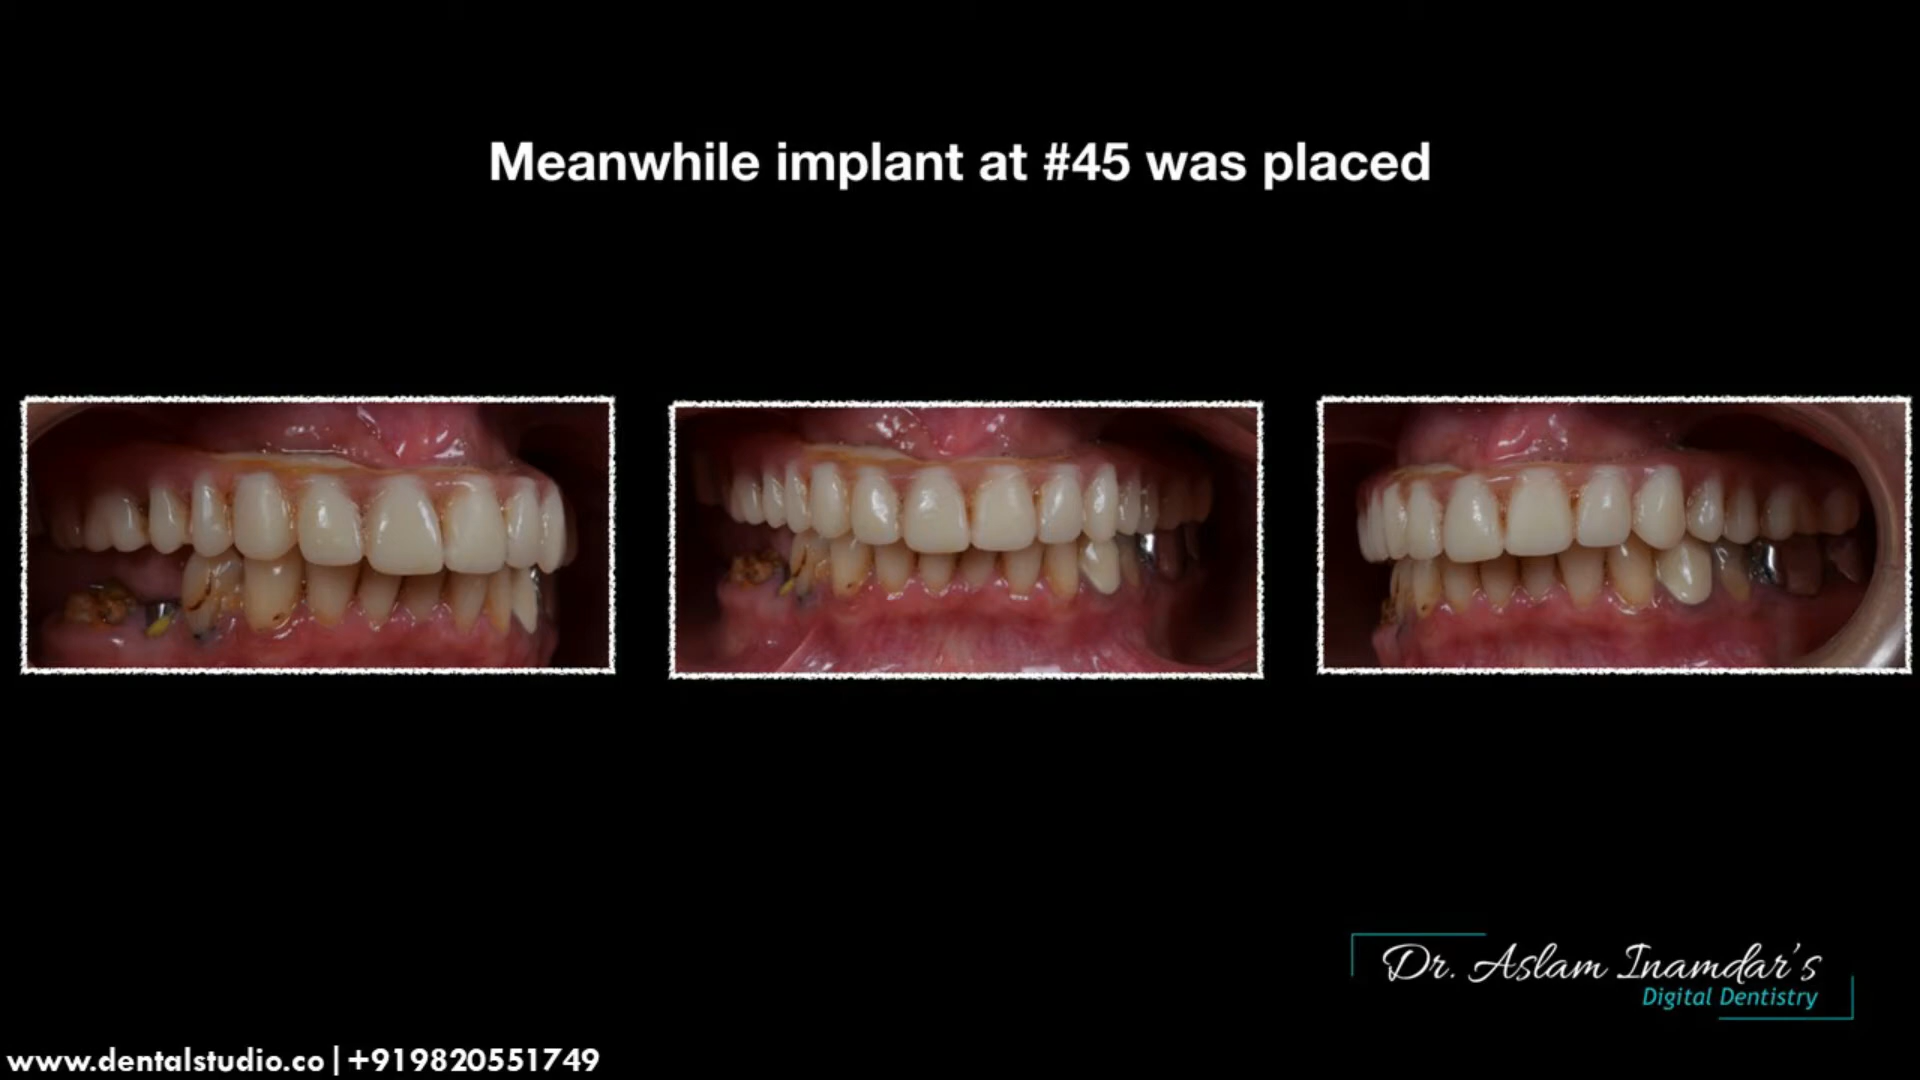 Meanwhile implant at #45 was placed
Dr. Aslam Inamdar's
Digital Dentistry
www.dentalstudio.co|+919820551749